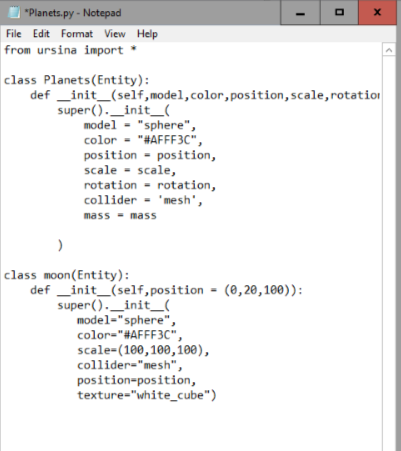 *Planets.py - Notepad
File Edit Format View Help
from ursina import *

class Planets(Entity):
    def __init__(self,model,color,position,scale,rotation
        super().__init__(
            model = "sphere",
            color = "#AFFF3C",
            position = position,
            scale = scale,
            rotation = rotation,
            collider = 'mesh',
            mass = mass

        )

class moon(Entity):
    def __init__(self,position = (0,20,100)):
        super().__init__(
           model="sphere",
           color="#AFFF3C",
           scale=(100,100,100),
           collider="mesh",
           position=position,
           texture="white_cube")